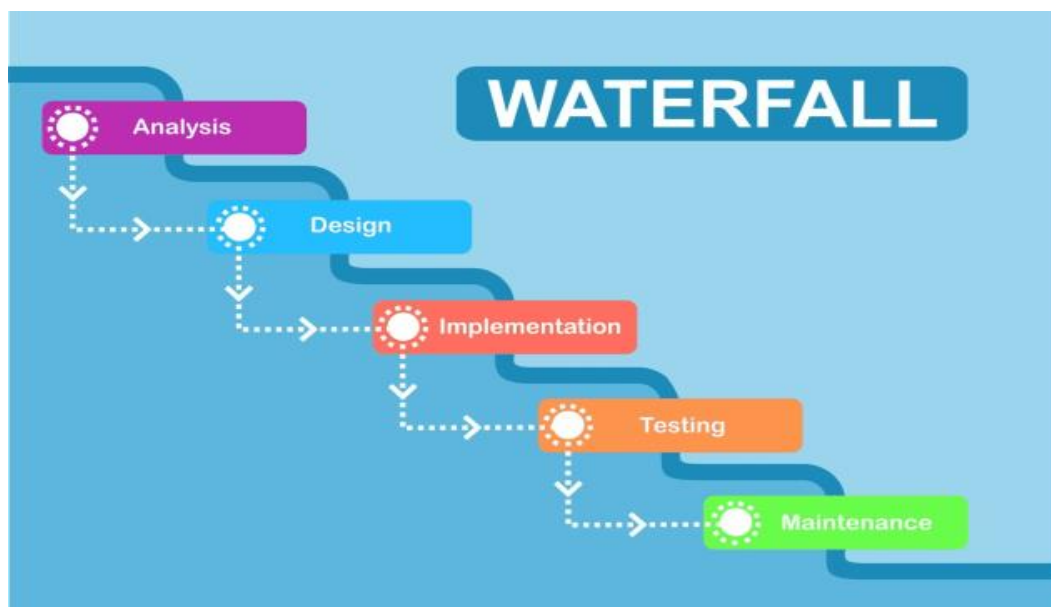 WATERFALL
Analysis
Design
Implementation
Testing
Maintenance